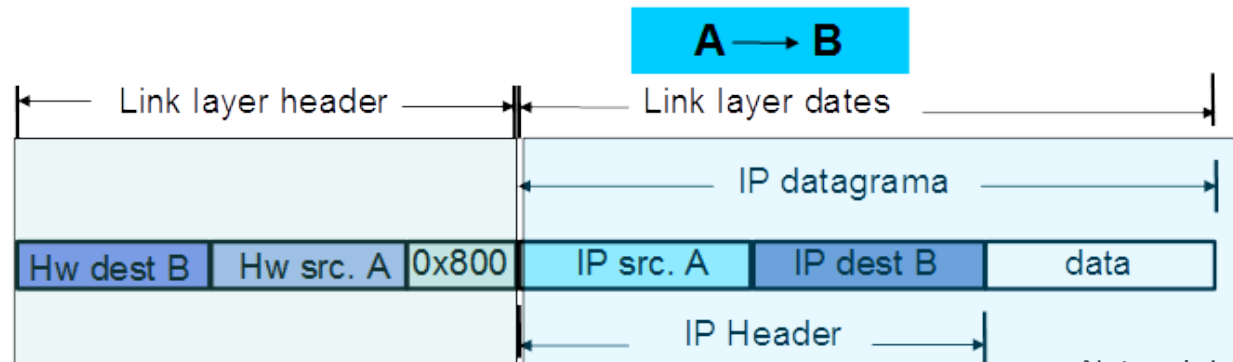 A → B
Link layer header
Link layer dates
IP datagrama
Hw dest B Hw src. A 0x800 IP src. A IP dest B data
IP Header